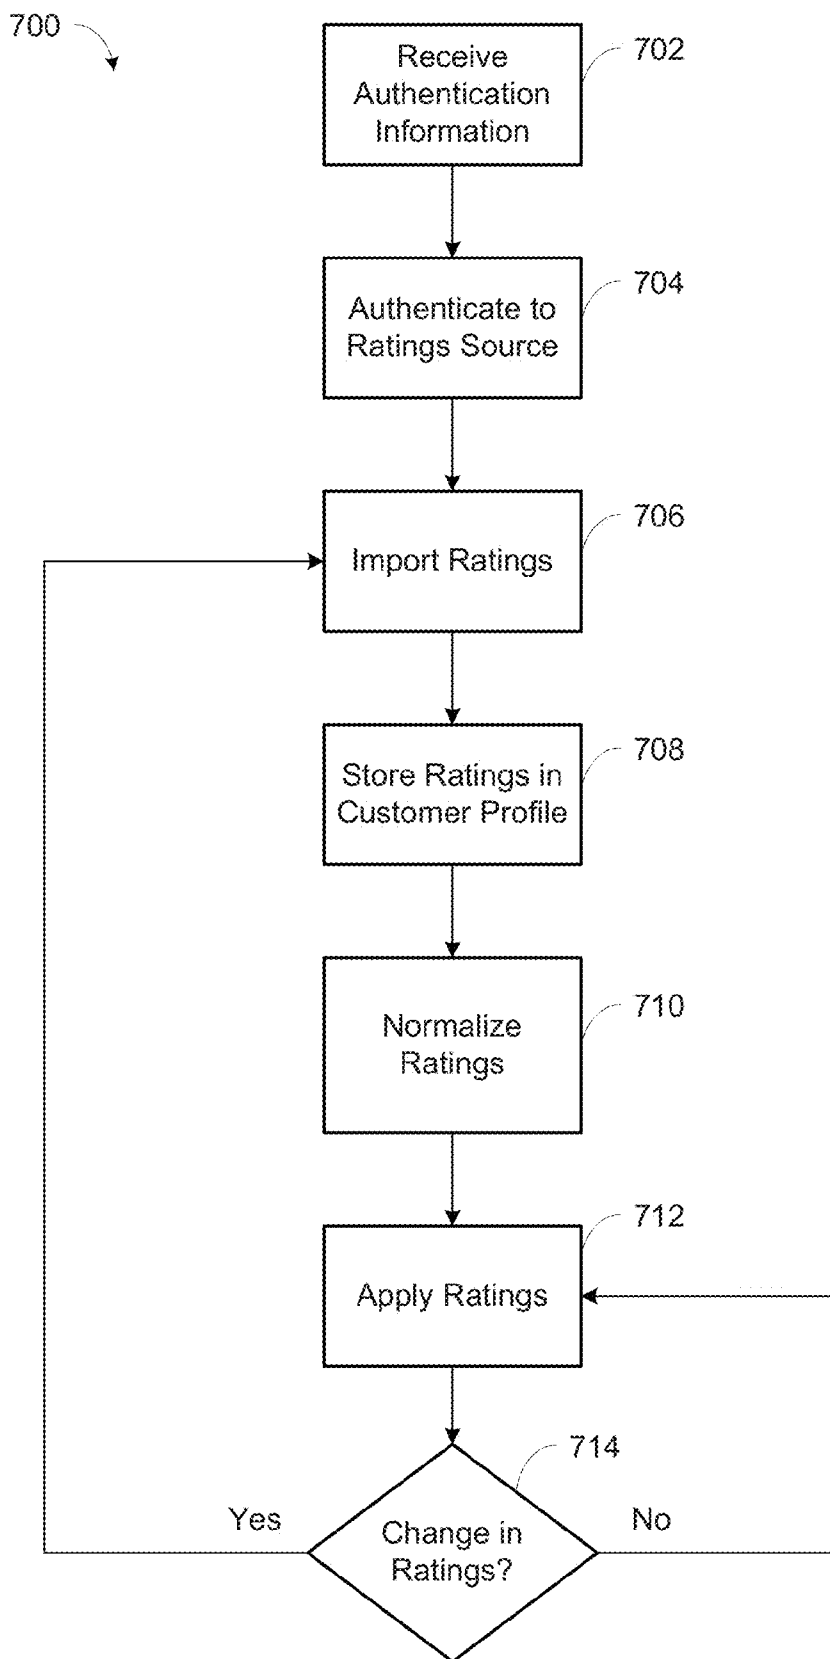 700
702
Receive
Authentication
Information
704
Authenticate to
Ratings Source
706
Import Ratings
708
Store Ratings in
Customer Profile
710
Normalize
Ratings
712
Apply Ratings
714
Yes
Change in
Ratings?
No